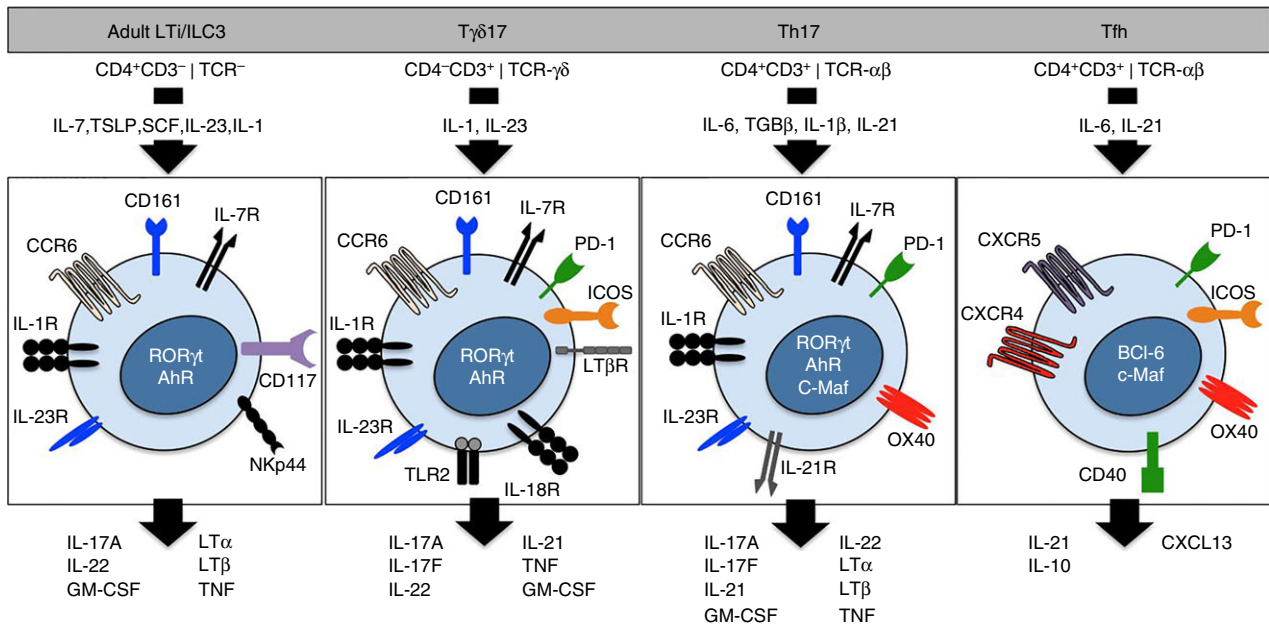 Adult LTi/ILC3
Tγδ17
Th17
Tfh
CD4⁺CD3⁻ | TCR⁻
CD4⁻CD3⁺ | TCR-γδ
CD4⁺CD3⁺ | TCR-αβ
CD4⁺CD3⁺ | TCR-αβ
IL-7,TSLP,SCF,IL-23,IL-1
IL-1, IL-23
IL-6, TGBβ, IL-1β, IL-21
IL-6, IL-21
CD161
IL-7R
CCR6
IL-1R
RORγt
AhR
CD117
IL-23R
NKp44
CD161
IL-7R
CCR6
PD-1
ICOS
IL-1R
RORγt
AhR
LTβR
IL-23R
TLR2
IL-18R
CD161
IL-7R
CCR6
PD-1
IL-1R
RORγt
AhR
C-Maf
IL-23R
OX40
IL-21R
CXCR5
PD-1
ICOS
CXCR4
BCl-6
c-Maf
OX40
CD40
IL-17A
IL-22
GM-CSF
LTα
LTβ
TNF
IL-17A
IL-17F
IL-22
IL-21
TNF
GM-CSF
IL-17A
IL-17F
IL-21
GM-CSF
IL-22
LTα
LTβ
TNF
IL-21
IL-10
CXCL13